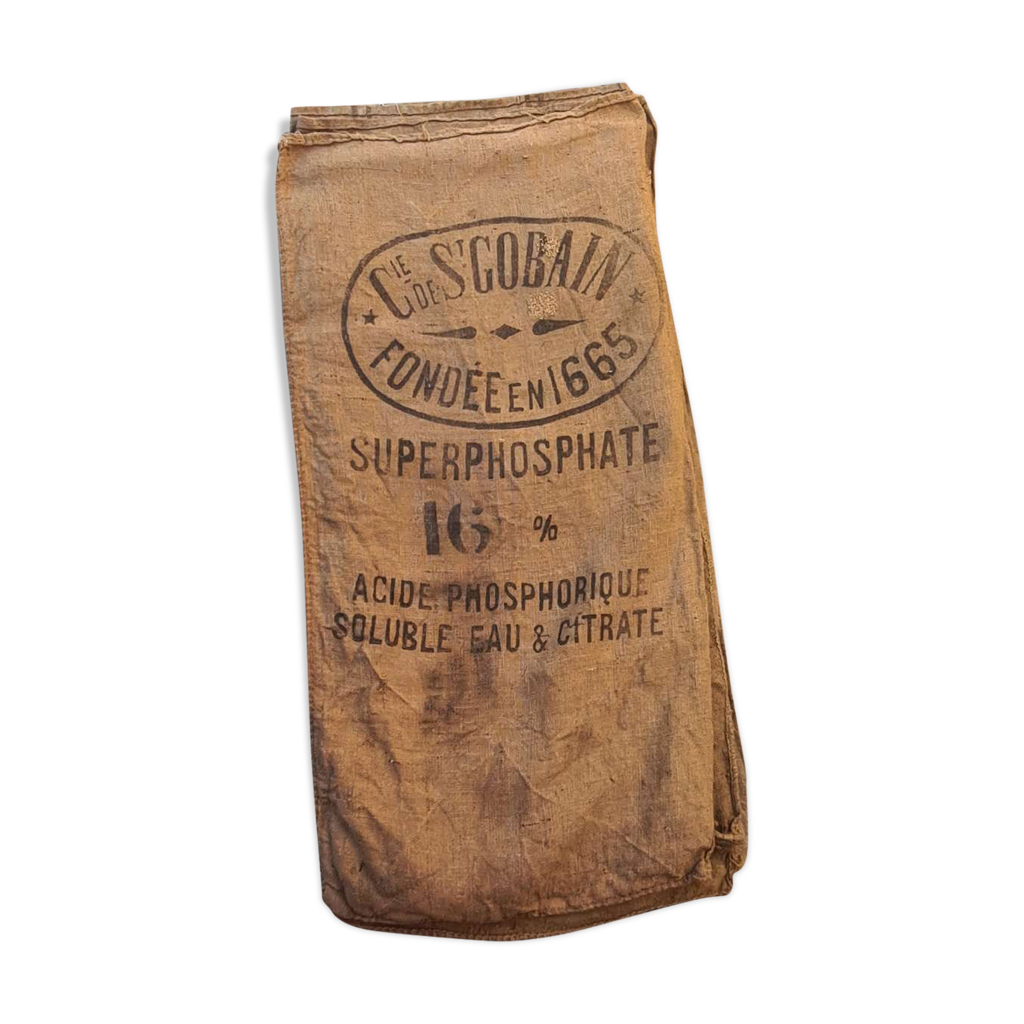 CIE DE ST GOBAIN
FONDÉE EN 1665
SUPERPHOSPHATE
16 %
ACIDE PHOSPHORIQUE
SOLUBLE EAU & CITRATE